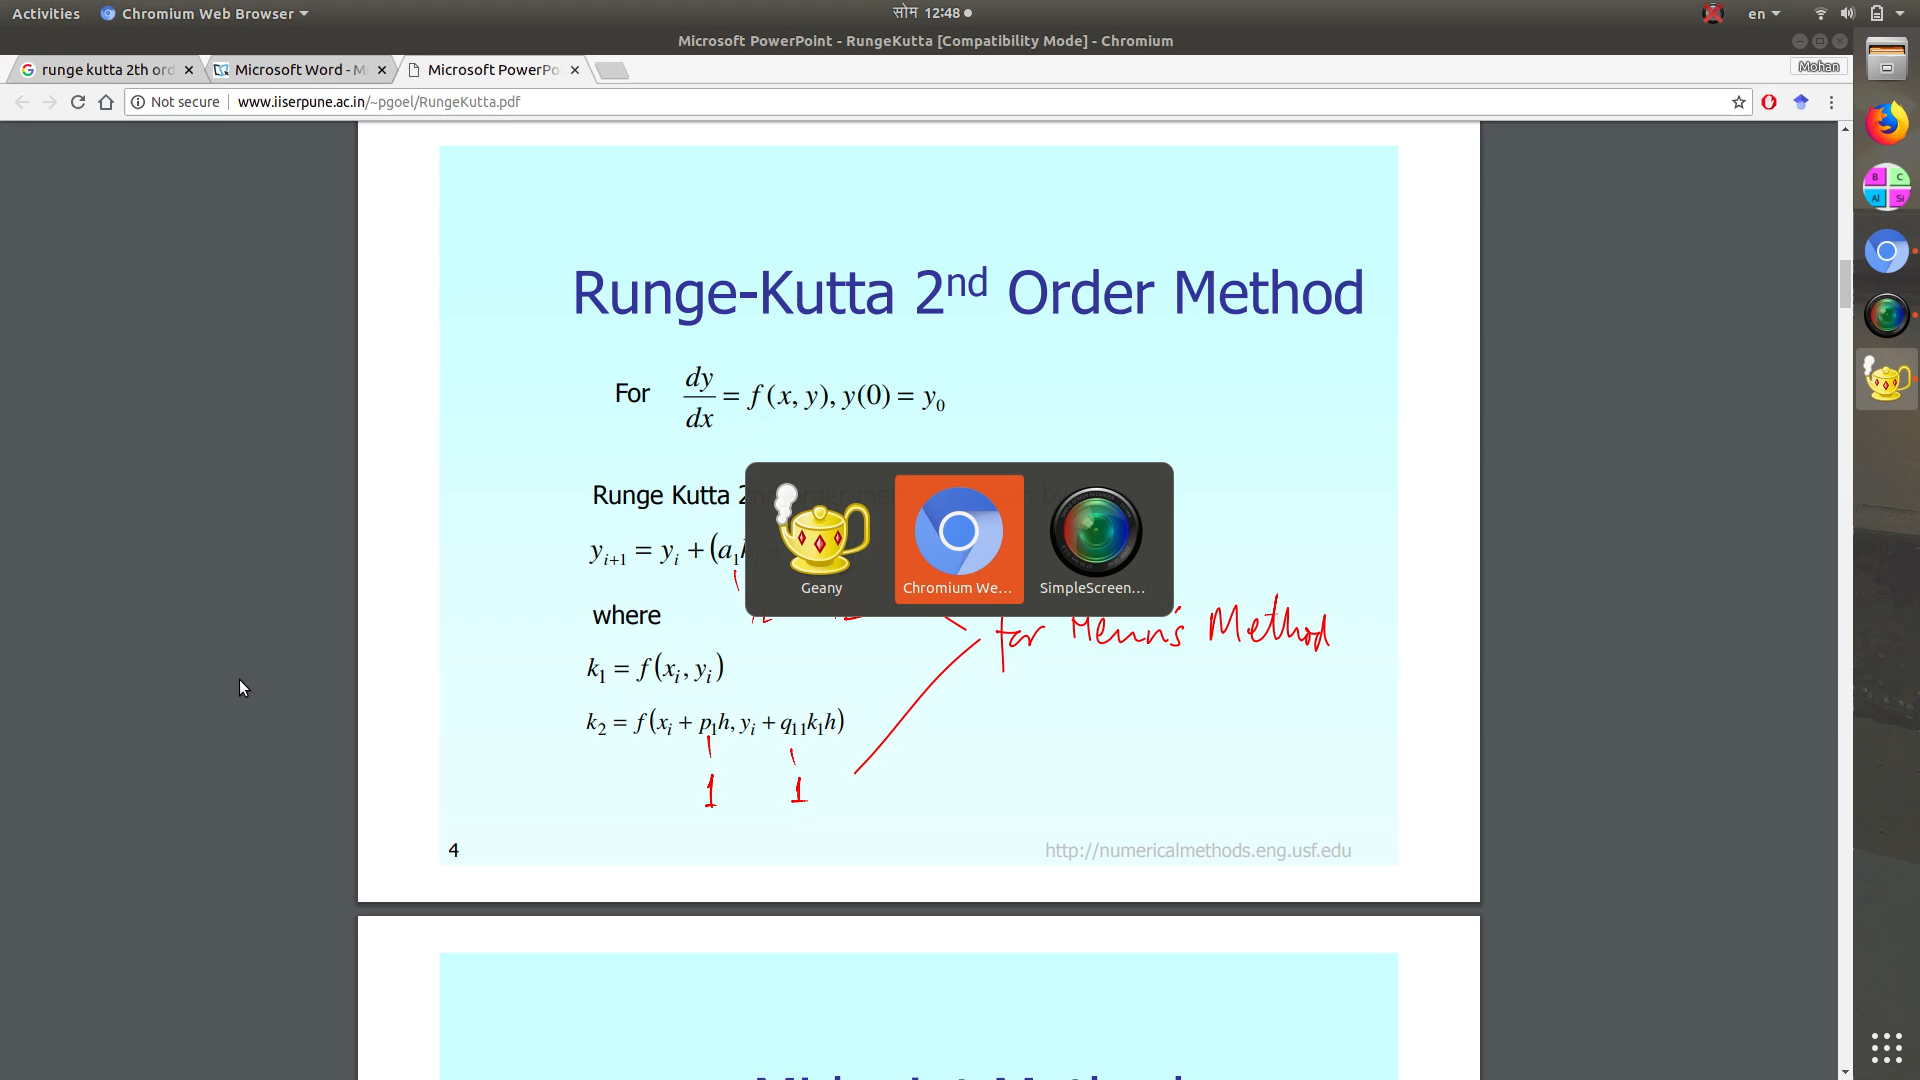 Activities Chromium Web Browser सोम 12:48 en
Microsoft PowerPoint - RungeKutta [Compatibility Mode] - Chromium
runge kutta 2th ord Microsoft Word - M Microsoft PowerPo Mohan
Not secure www.iiserpune.ac.in/~pgoel/RungeKutta.pdf
B C
Al Si
Runge-Kutta 2nd Order Method
For dy/dx = f(x, y), y(0) = y0
Runge Kutta 2
yi+1 = yi + (a1k
Geany Chromium We... SimpleScreen...
where
for Heun's Method
k1 = f(xi, yi)
k2 = f(xi + p1h, yi + q11k1h)
1 1
4 http://numericalmethods.eng.usf.edu